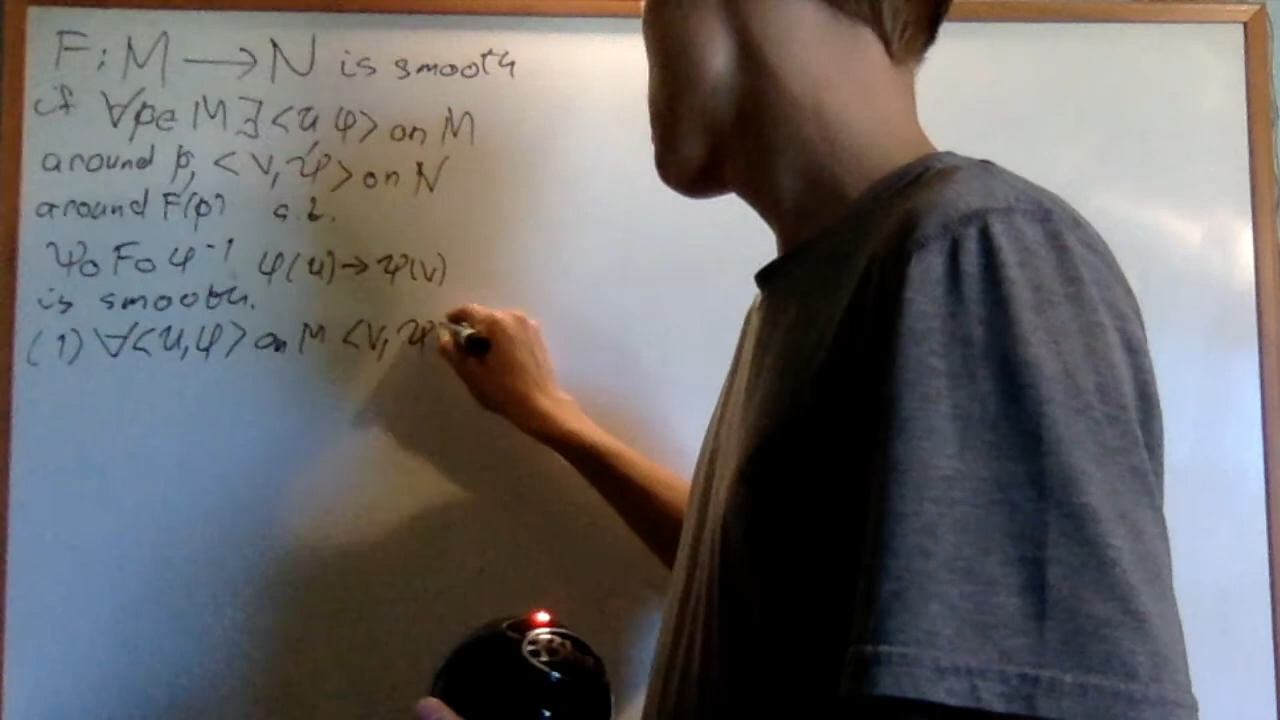 F: M → N is smooth
if ∀p∈M ∃<U,φ> on M
around p, <V,ψ> on N
around F(p) s.t.
ψ∘F∘φ⁻¹ φ(U)→ψ(V)
is smooth.
(1) ∀<U,φ> on M <V,ψ